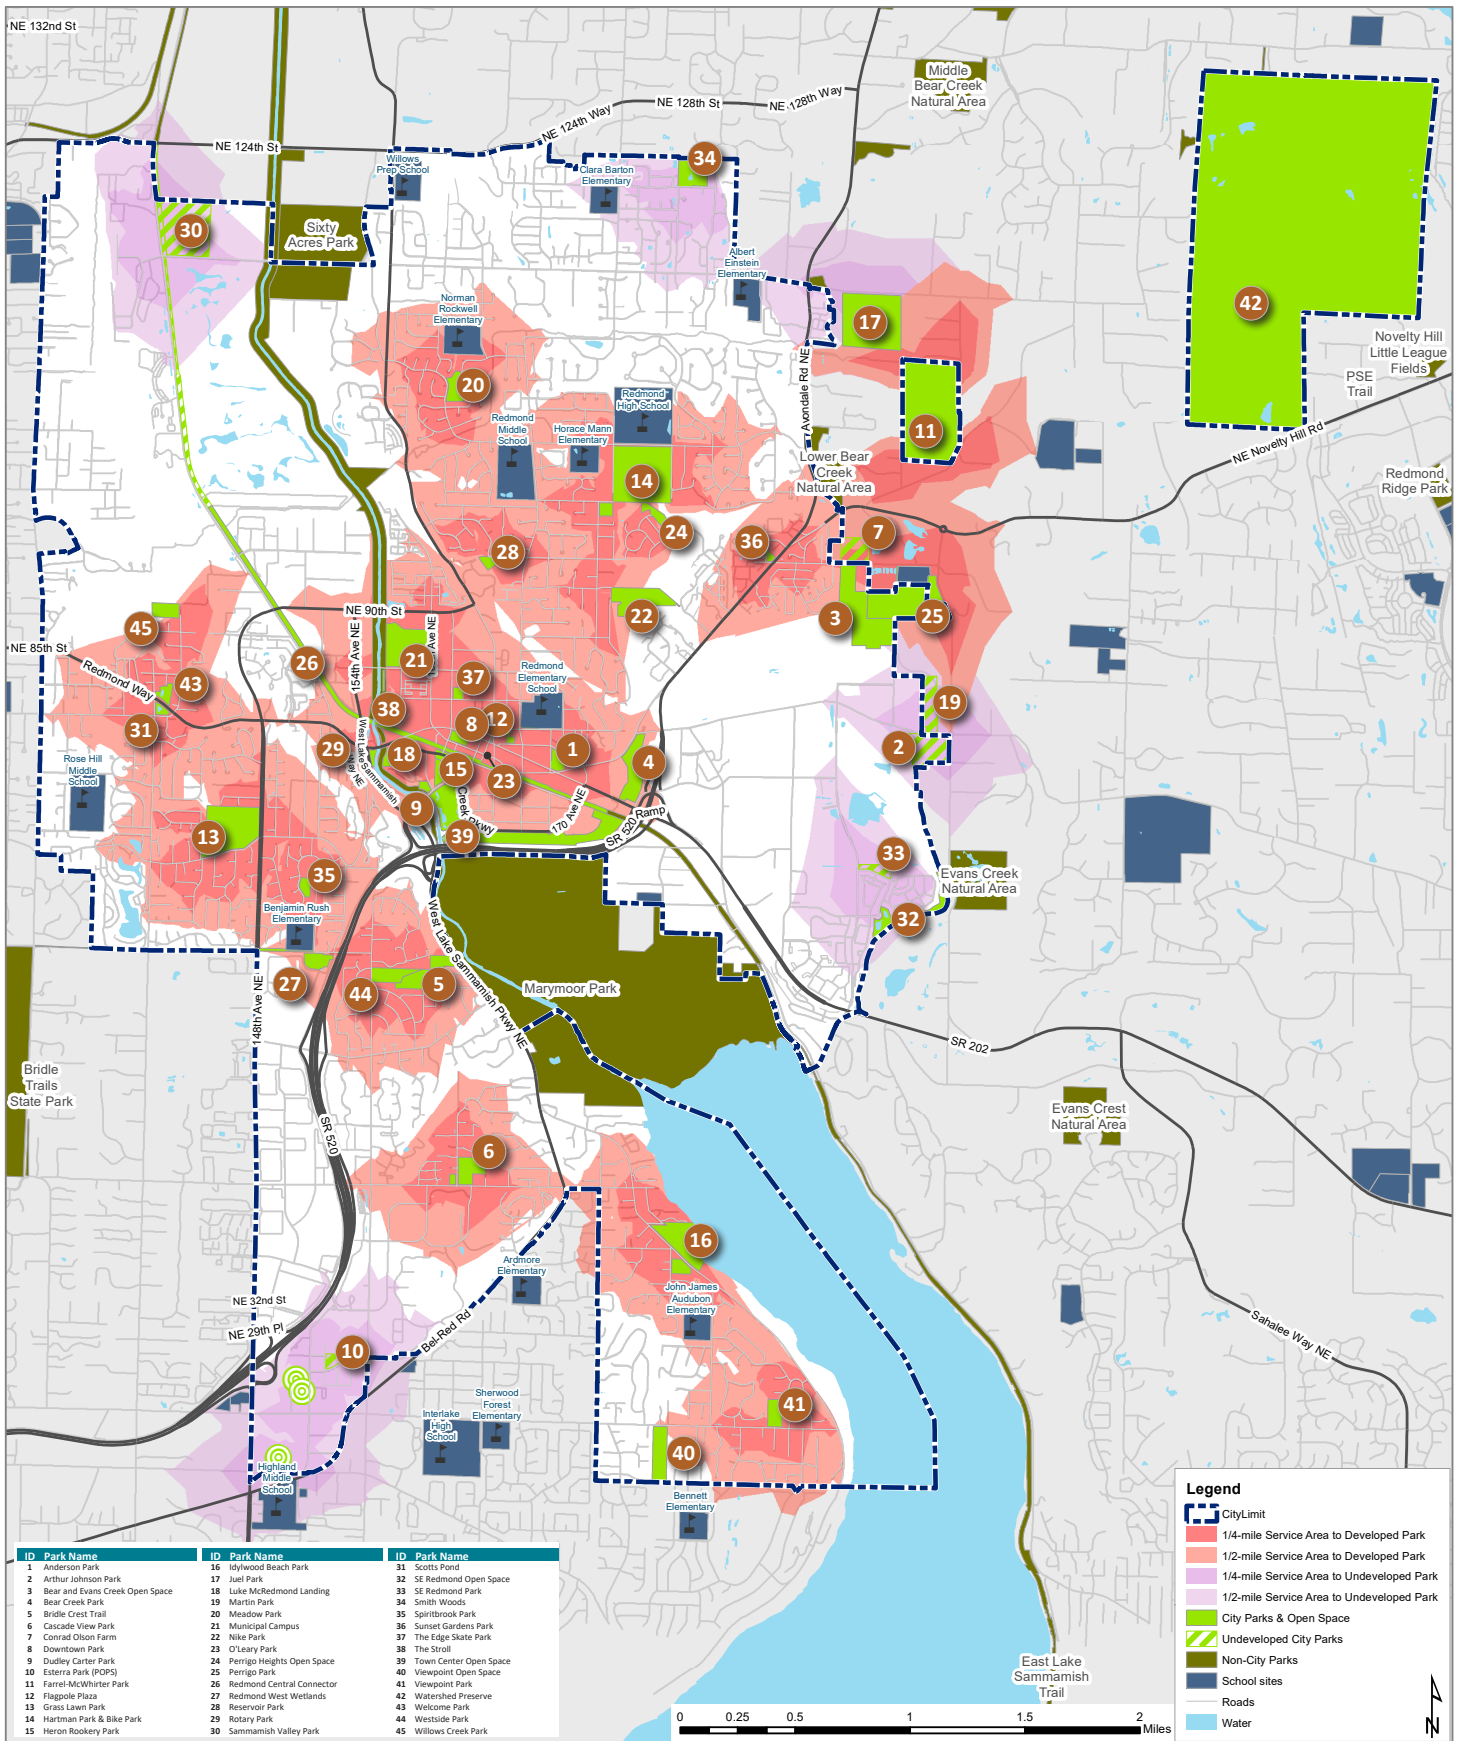 NE 132nd St
Middle
Bear Creek
Natural Area
NE 128th St
NE 128th Way
NE 124th Way
NE 124th St
34
Willows
Prep School
Clara Barton
Elementary
30
Sixty
Acres Park
Albert
Einstein
Elementary
42
Norman
Rockwell
Elementary
17
Novelty Hill
Little League
Fields
PSE
Trail
20
Avondale Rd NE
Redmond
High School
Redmond
Middle
School
Horace Mann
Elementary
11
NE Novelty Hill Rd
Lower Bear
Creek
Natural Area
Redmond
Ridge Park
14
24
36
7
28
NE 90th St
45
22
3
25
154th Ave NE
Ave NE
NE 85th St
26
21
37
Redmond
Elementary
School
Redmond Way
43
19
38
8
12
31
29
18
1
2
West Lake Sammamish
Way NE
4
15
23
Rose Hill
Middle
School
9
Creek Pkwy
170 Ave NE
SR 520 Ramp
13
39
33
Evans Creek
Natural Area
35
Benjamin Rush
Elementary
32
West Lake Sammamish Pkwy NE
27
44
5
Marymoor Park
148th Ave NE
SR 202
Bridle
Trails
State Park
SR 520
Evans Crest
Natural Area
6
16
Ardmore
Elementary
John James
Audubon
Elementary
NE 32nd St
NE 29th Pl
Bel-Red Rd
Sahalee Way NE
10
Sherwood
Forest
Elementary
Interlake
High
School
41
40
Highland
Middle
School
Bennett
Elementary
East Lake
Sammamish
Trail
Legend
CityLimit
1/4-mile Service Area to Developed Park
1/2-mile Service Area to Developed Park
1/4-mile Service Area to Undeveloped Park
1/2-mile Service Area to Undeveloped Park
City Parks & Open Space
Undeveloped City Parks
Non-City Parks
School sites
Roads
Water
N
0 0.25 0.5 1 1.5 2
Miles
ID Park Name
1 Anderson Park
2 Arthur Johnson Park
3 Bear and Evans Creek Open Space
4 Bear Creek Park
5 Bridle Crest Trail
6 Cascade View Park
7 Conrad Olson Farm
8 Downtown Park
9 Dudley Carter Park
10 Esterra Park (POPS)
11 Farrel-McWhirter Park
12 Flagpole Plaza
13 Grass Lawn Park
14 Hartman Park & Bike Park
15 Heron Rookery Park
ID Park Name
16 Idylwood Beach Park
17 Juel Park
18 Luke McRedmond Landing
19 Martin Park
20 Meadow Park
21 Municipal Campus
22 Nike Park
23 O'Leary Park
24 Perrigo Heights Open Space
25 Perrigo Park
26 Redmond Central Connector
27 Redmond West Wetlands
28 Reservoir Park
29 Rotary Park
30 Sammamish Valley Park
ID Park Name
31 Scotts Pond
32 SE Redmond Open Space
33 SE Redmond Park
34 Smith Woods
35 Spiritbrook Park
36 Sunset Gardens Park
37 The Edge Skate Park
38 The Stroll
39 Town Center Open Space
40 Viewpoint Open Space
41 Viewpoint Park
42 Watershed Preserve
43 Welcome Park
44 Westside Park
45 Willows Creek Park